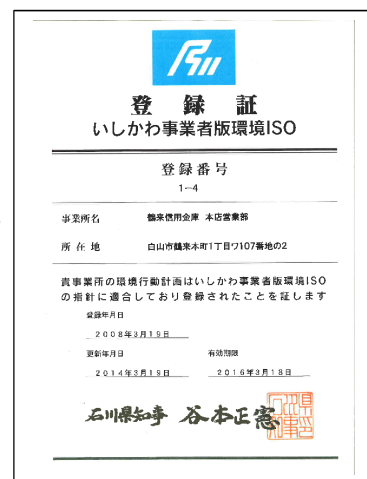 登録証
いしかわ事業者版環境ISO
登録番号
1-4
事業所名 鶴来信用金庫 本店営業部
所在地 白山市鶴来本町1丁目ワ107番地の2
貴事業所の環境行動計画はいしかわ事業者版環境ISO
の指針に適合しており登録されたことを証します
登録年月日
2008年3月19日
更新年月日 有効期限
2014年3月19日 2016年3月18日
石川県知事 谷本正憲